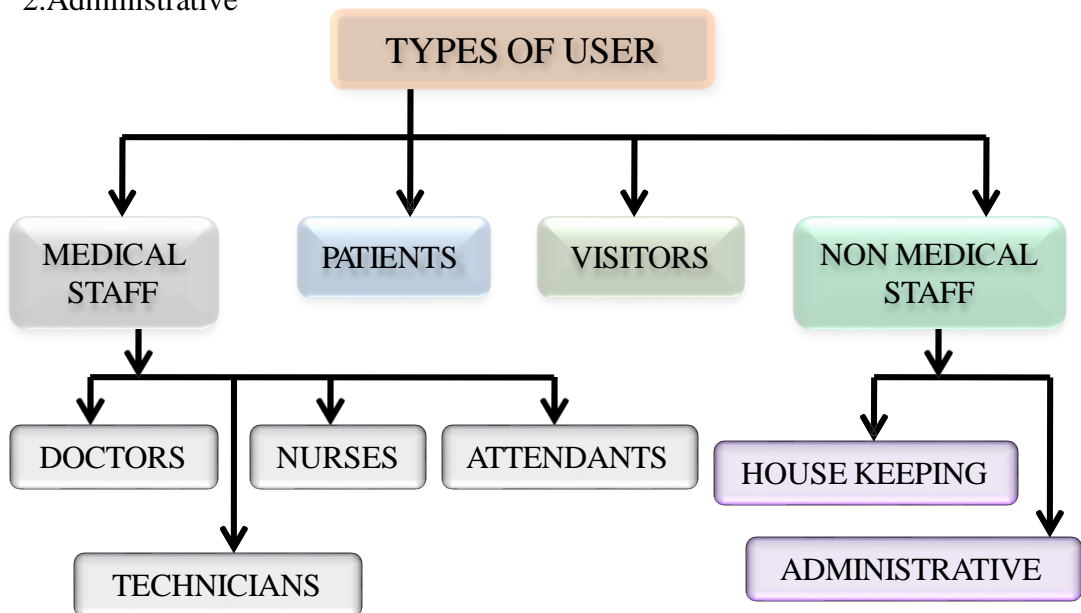 2.Administrative
TYPES OF USER
MEDICAL
STAFF
PATIENTS
VISITORS
NON MEDICAL
STAFF
DOCTORS
NURSES
ATTENDANTS
HOUSE KEEPING
TECHNICIANS
ADMINISTRATIVE